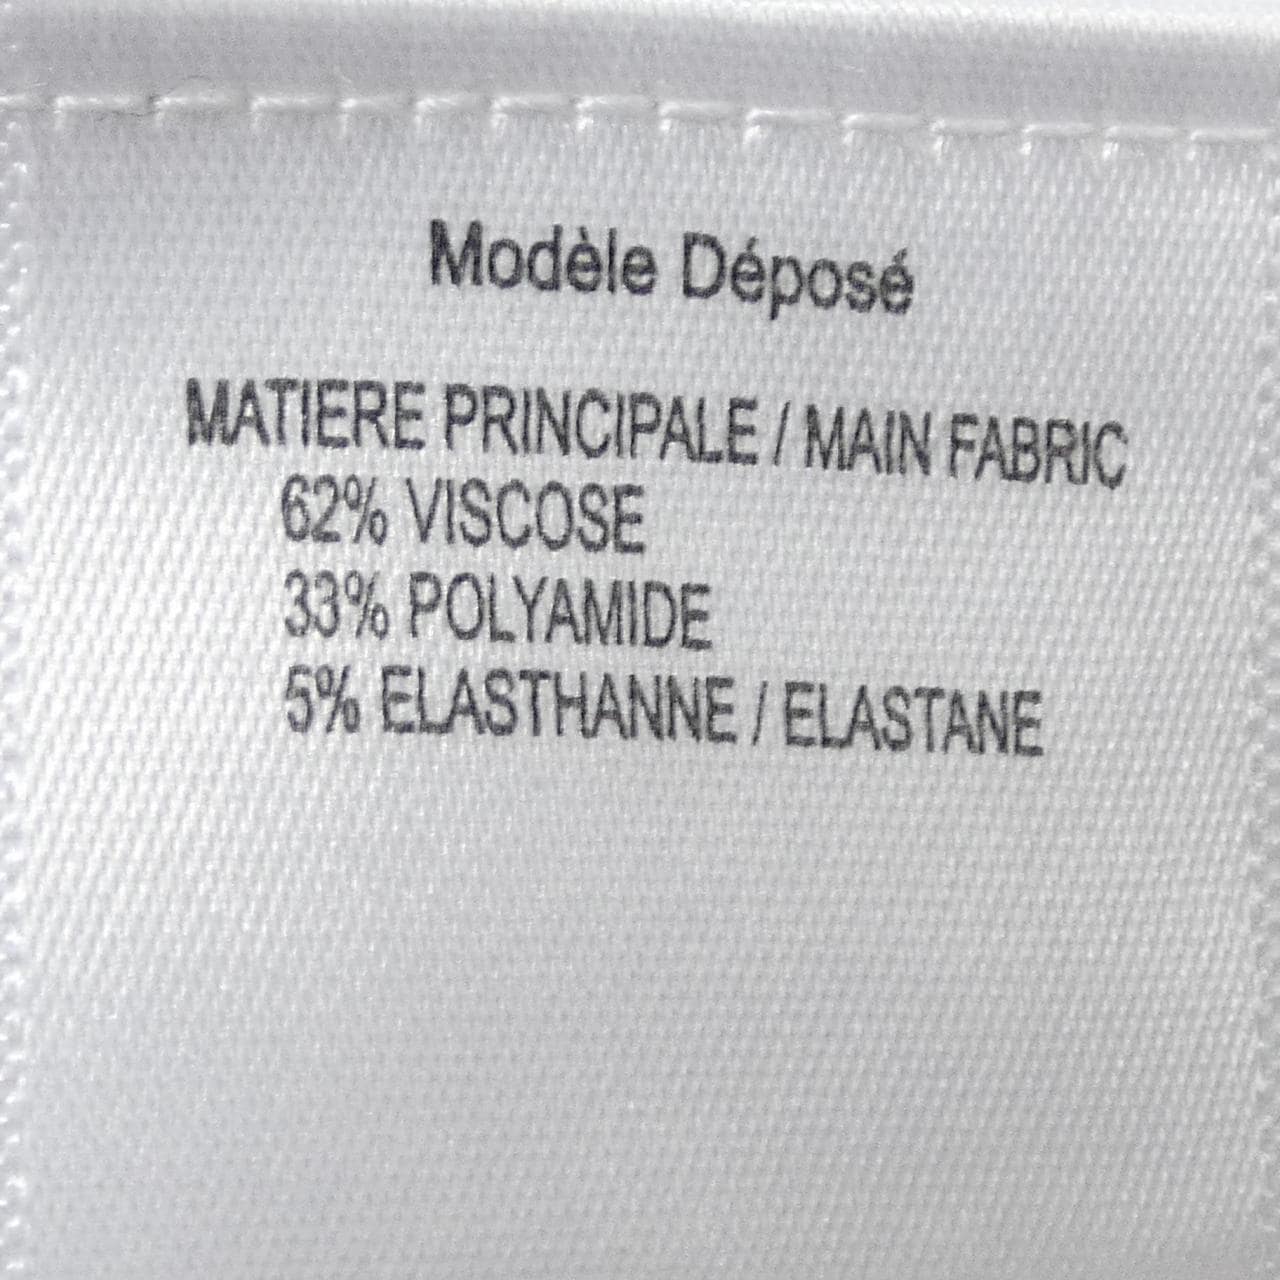 Modèle Déposé
MATIERE PRINCIPALE / MAIN FABRIC
62% VISCOSE
33% POLYAMIDE
5% ELASTHANNE / ELASTANE